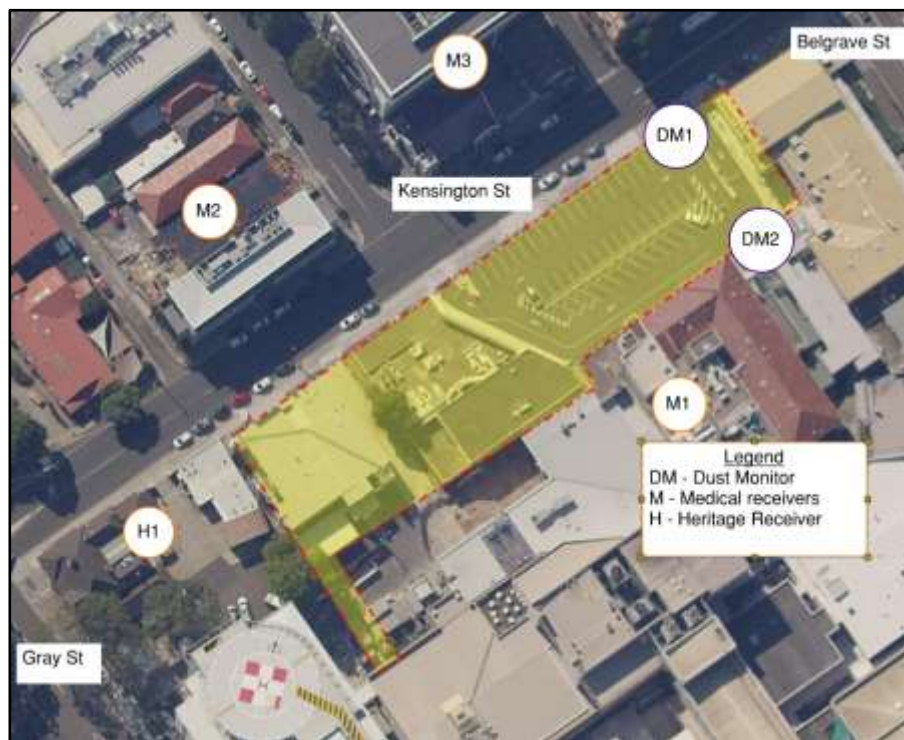 Belgrave St
M3
DM1
Kensington St
M2
DM2
M1
Legend
DM - Dust Monitor
M - Medical receivers
H - Heritage Receiver
H1
Gray St
H